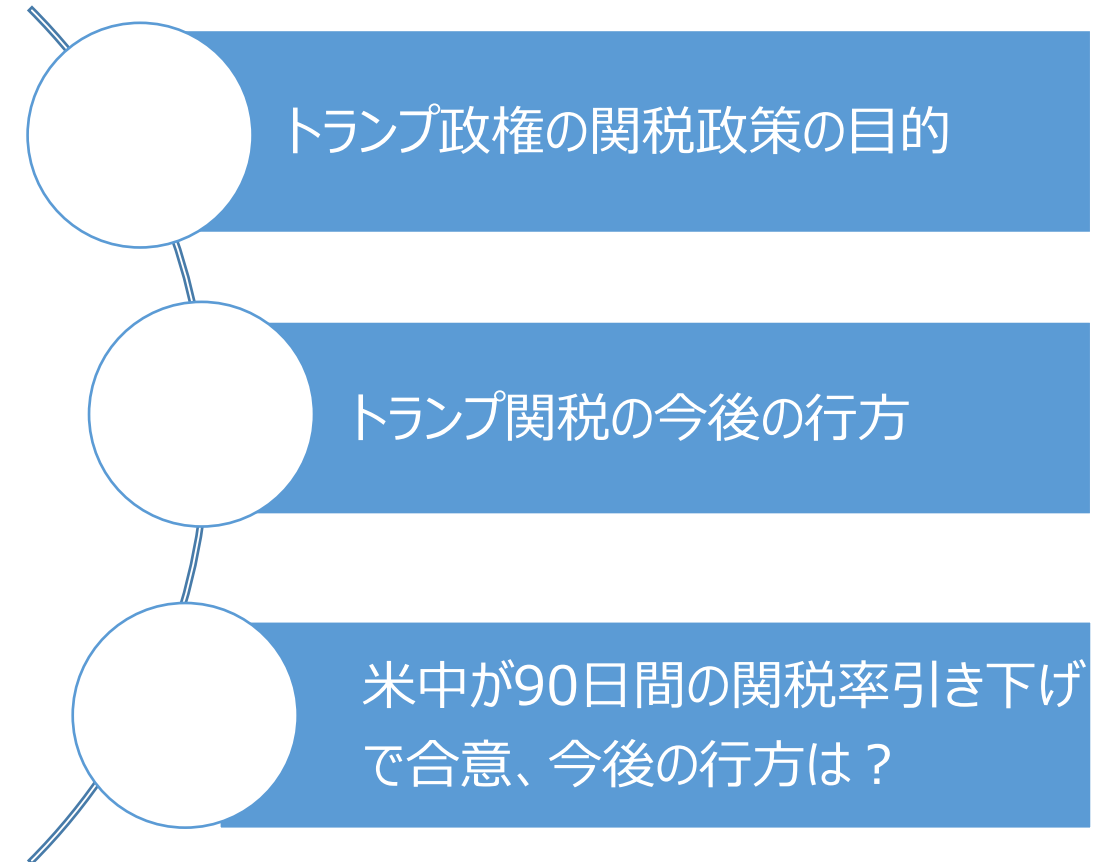 トランプ政権の関税政策の目的
トランプ関税の今後の行方
米中が90日間の関税率引き下げ
で合意、今後の行方は？